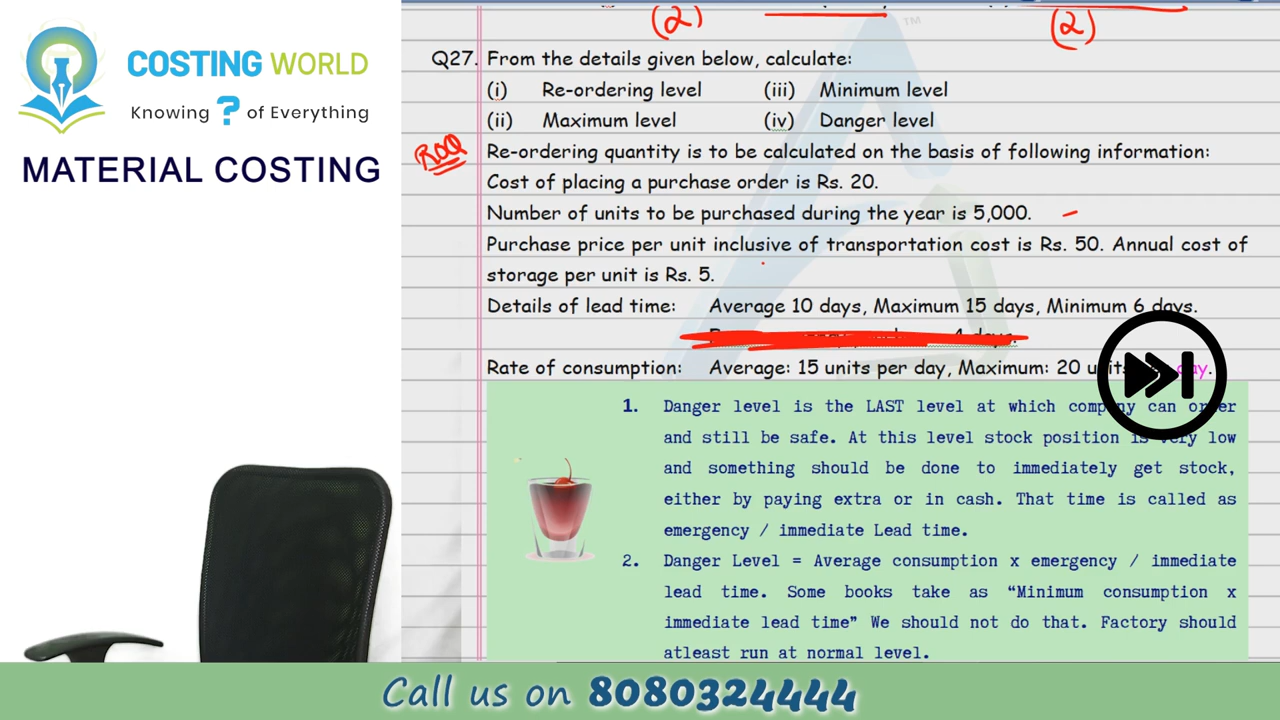 (2)
(2)
COSTING WORLD
Knowing ? of Everything
MATERIAL COSTING
TM
Q27. From the details given below, calculate:
(i) Re-ordering level (iii) Minimum level
(ii) Maximum level (iv) Danger level
ROQ
Re-ordering quantity is to be calculated on the basis of following information:
Cost of placing a purchase order is Rs. 20.
Number of units to be purchased during the year is 5,000.
Purchase price per unit inclusive of transportation cost is Rs. 50. Annual cost of
storage per unit is Rs. 5.
Details of lead time: Average 10 days, Maximum 15 days, Minimum 6 days.
4 days.
Rate of consumption: Average: 15 units per day, Maximum: 20 units day.
1. Danger level is the LAST level at which company can order
and still be safe. At this level stock position is very low
and something should be done to immediately get stock,
either by paying extra or in cash. That time is called as
emergency / immediate Lead time.
2. Danger Level = Average consumption x emergency / immediate
lead time. Some books take as “Minimum consumption x
immediate lead time” We should not do that. Factory should
atleast run at normal level.
Call us on 8080324444